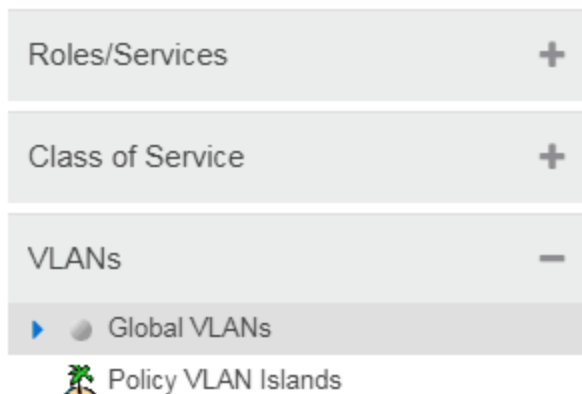 Roles/Services
Class of Service
VLANs
Global VLANs
Policy VLAN Islands